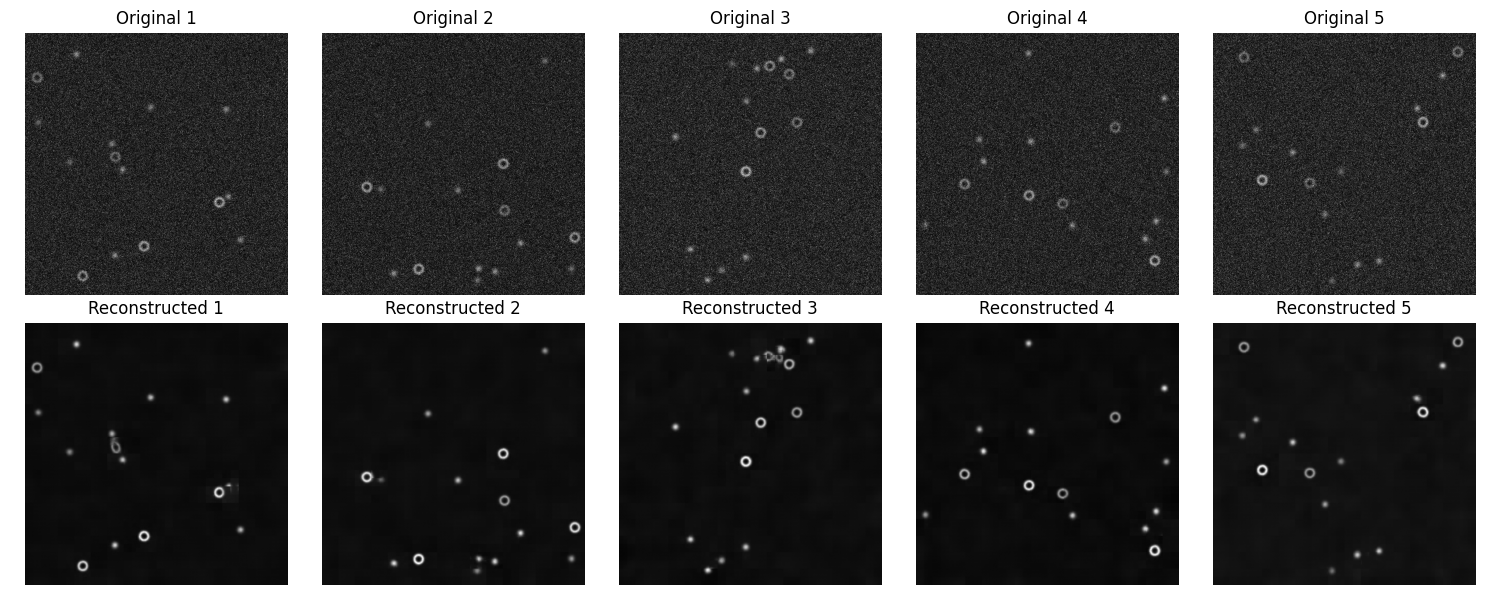 Original 1
Original 2
Original 3
Original 4
Original 5
Reconstructed 1
Reconstructed 2
Reconstructed 3
Reconstructed 4
Reconstructed 5